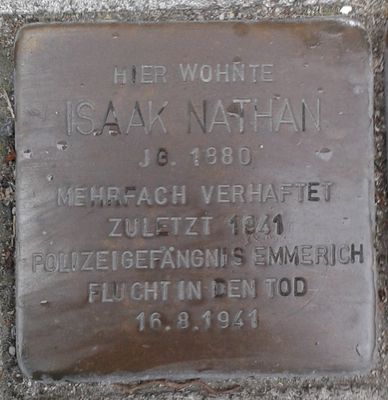 HIER WOHNTE
ISAAK NATHAN
JG. 1880
MEHRFACH VERHAFTET
ZULETZT 1941
POLIZEIGEFÄNGNIS EMMERICH
FLUCHT IN DEN TOD
16.8.1941